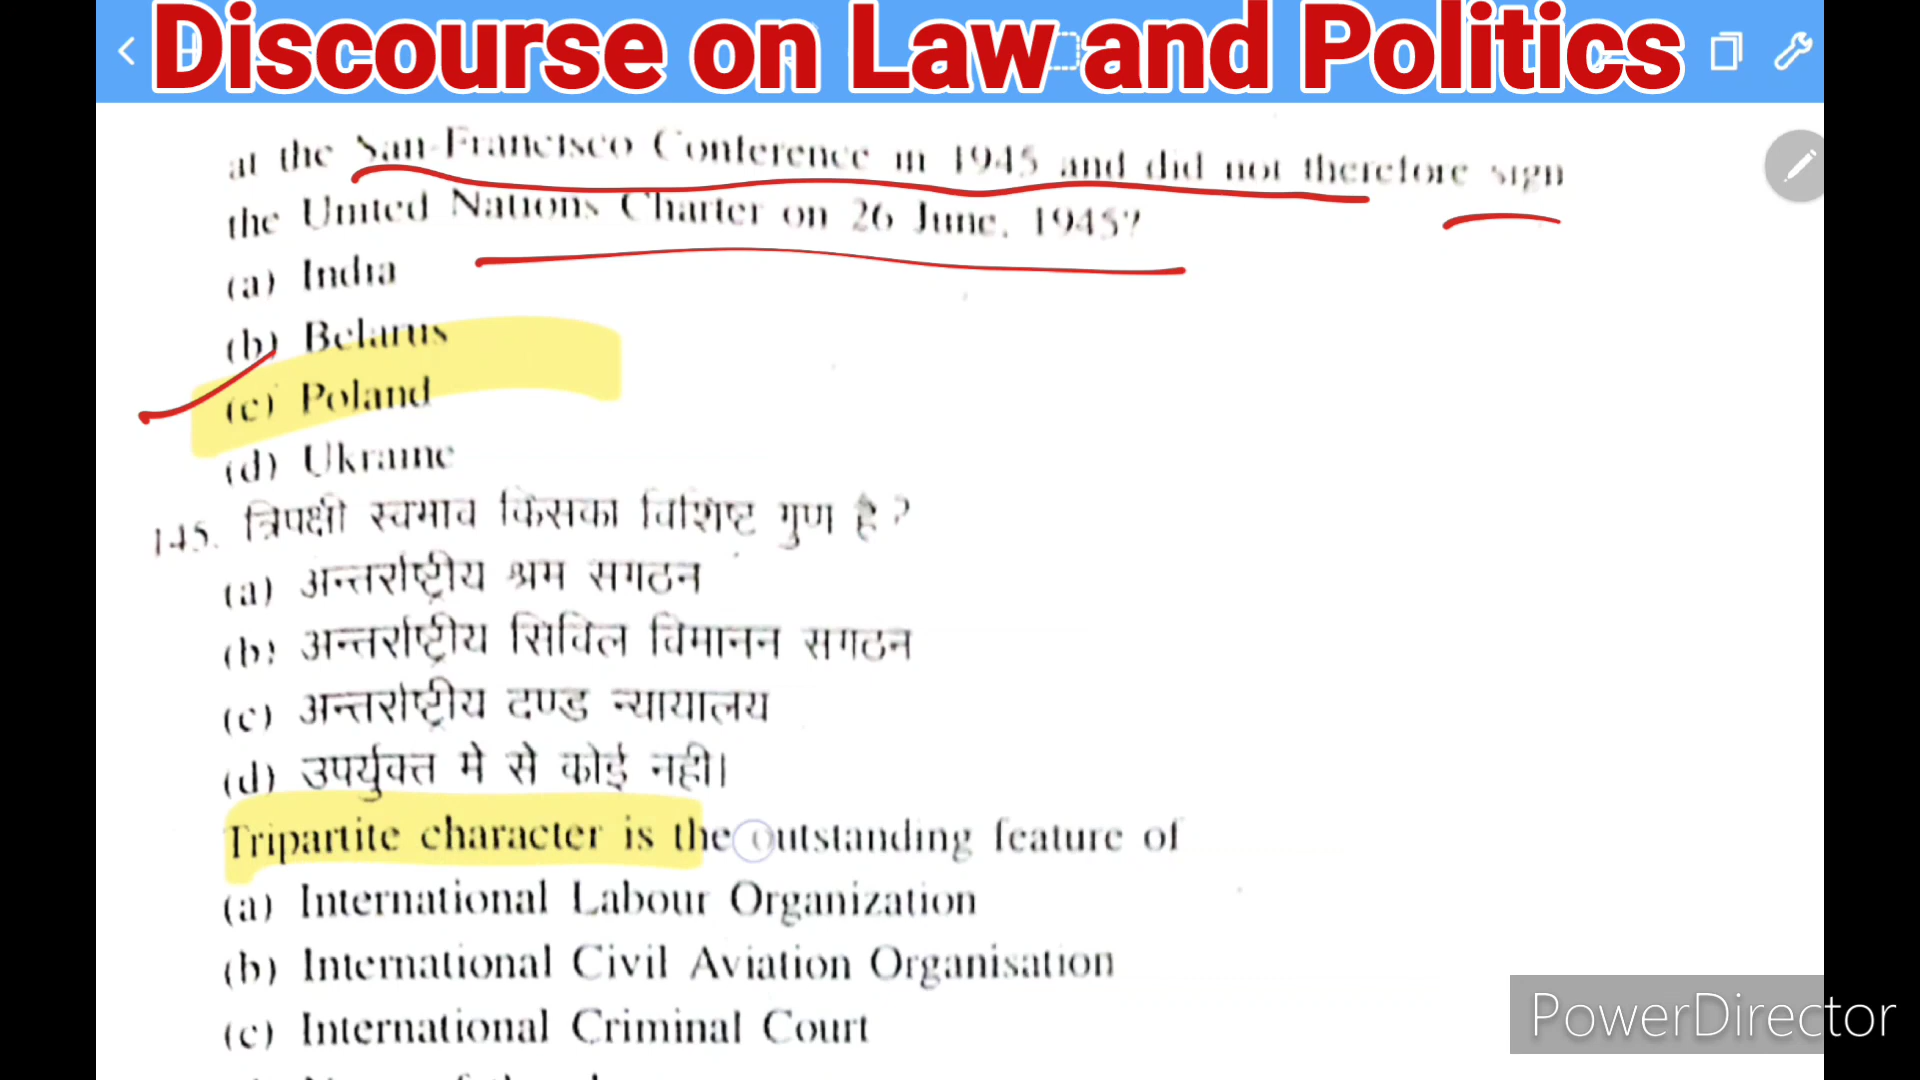 Discourse on Law and Politics
at the San-Francisco Conference in 1945 and did not therefore sign
the United Nations Charter on 26 June, 1945?
(a) India
(b) Belarus
(c) Poland
(d) Ukraine
145. त्रिपक्षी स्वभाव किसका विशिष्ट गुण है ?
(a) अन्तर्राष्ट्रीय श्रम सगठन
(b) अन्तर्राष्ट्रीय सिविल विमानन सगठन
(c) अन्तर्राष्ट्रीय दण्ड न्यायालय
(d) उपर्युक्त मे से कोई नही।
Tripartite character is the outstanding feature of
(a) International Labour Organization
(b) International Civil Aviation Organisation
(c) International Criminal Court
PowerDirector